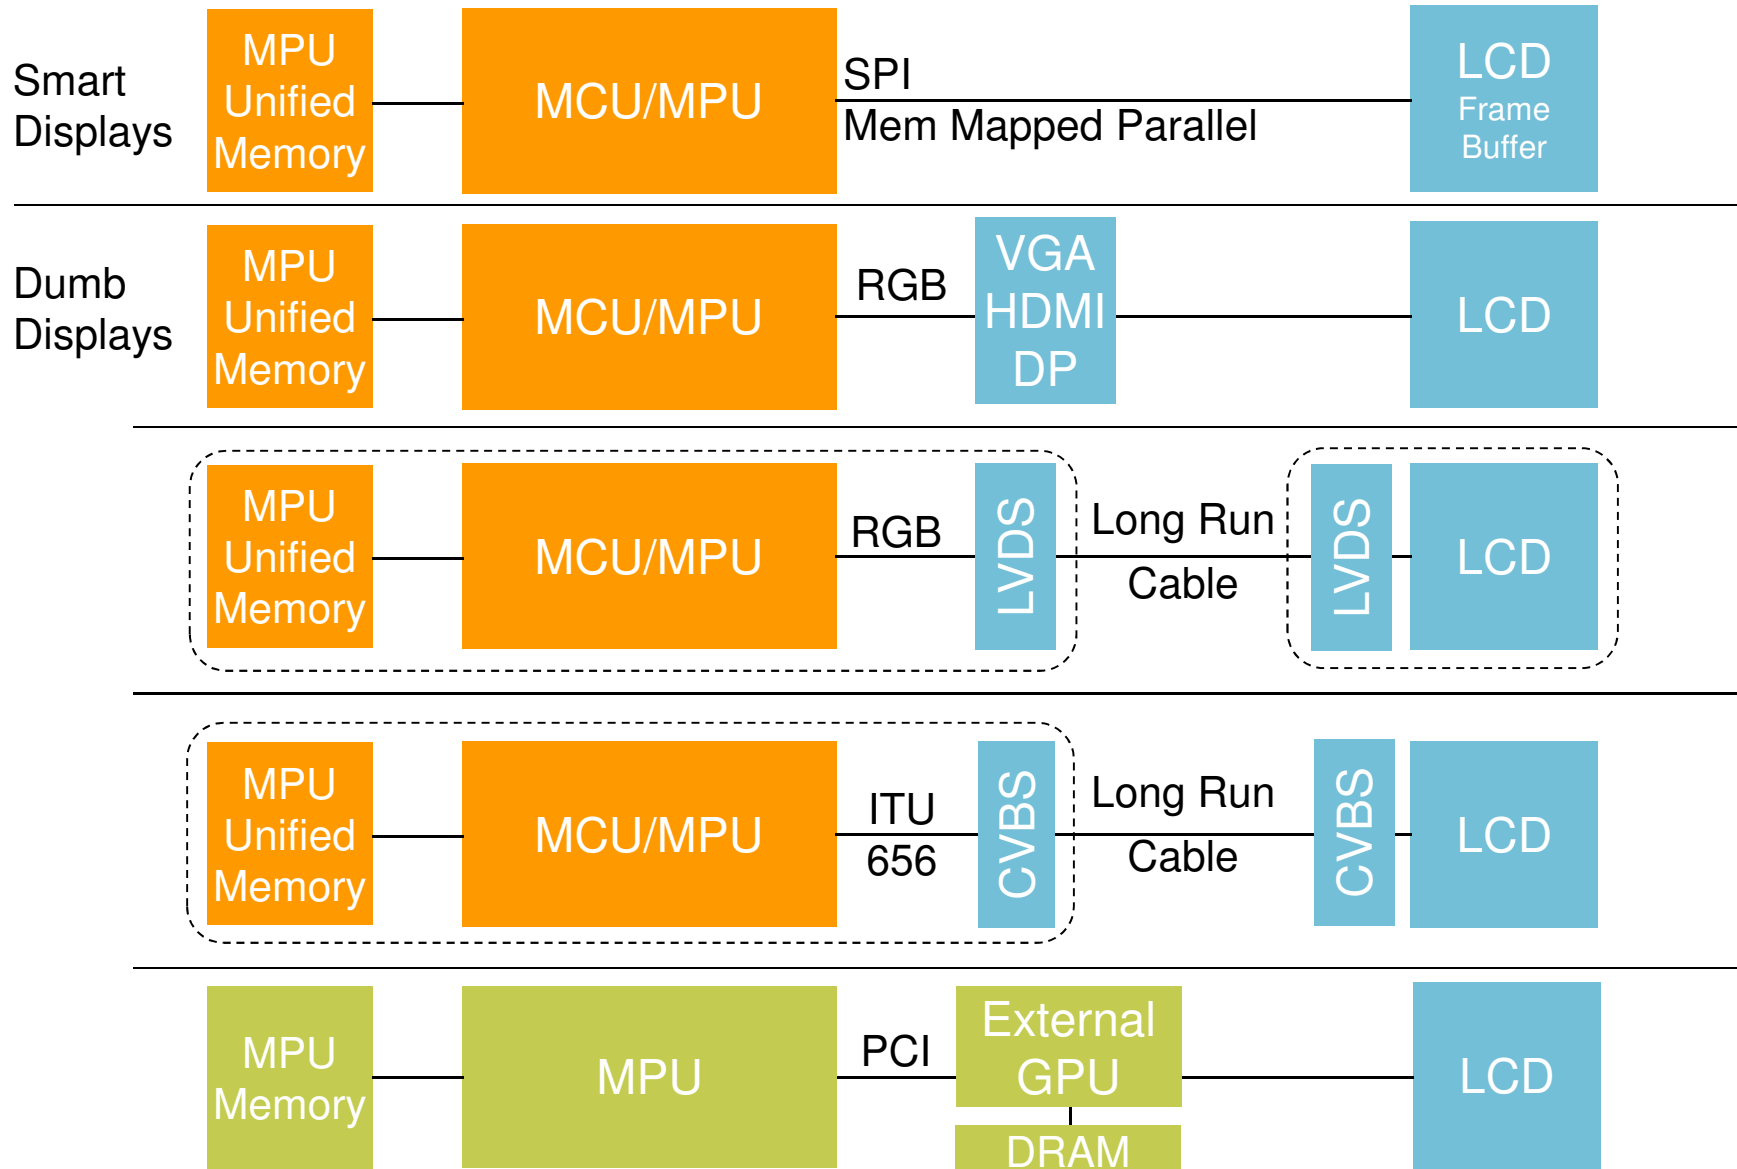 Smart
Displays
MPU
Unified
Memory
MCU/MPU
SPI
Mem Mapped Parallel
LCD
Frame
Buffer
Dumb
Displays
MPU
Unified
Memory
MCU/MPU
RGB
VGA
HDMI
DP
LCD
MPU
Unified
Memory
MCU/MPU
RGB
LVDS
Long Run
Cable
LVDS
LCD
MPU
Unified
Memory
MCU/MPU
ITU
656
CVBS
Long Run
Cable
CVBS
LCD
MPU
Memory
MPU
PCI
External
GPU
DRAM
LCD